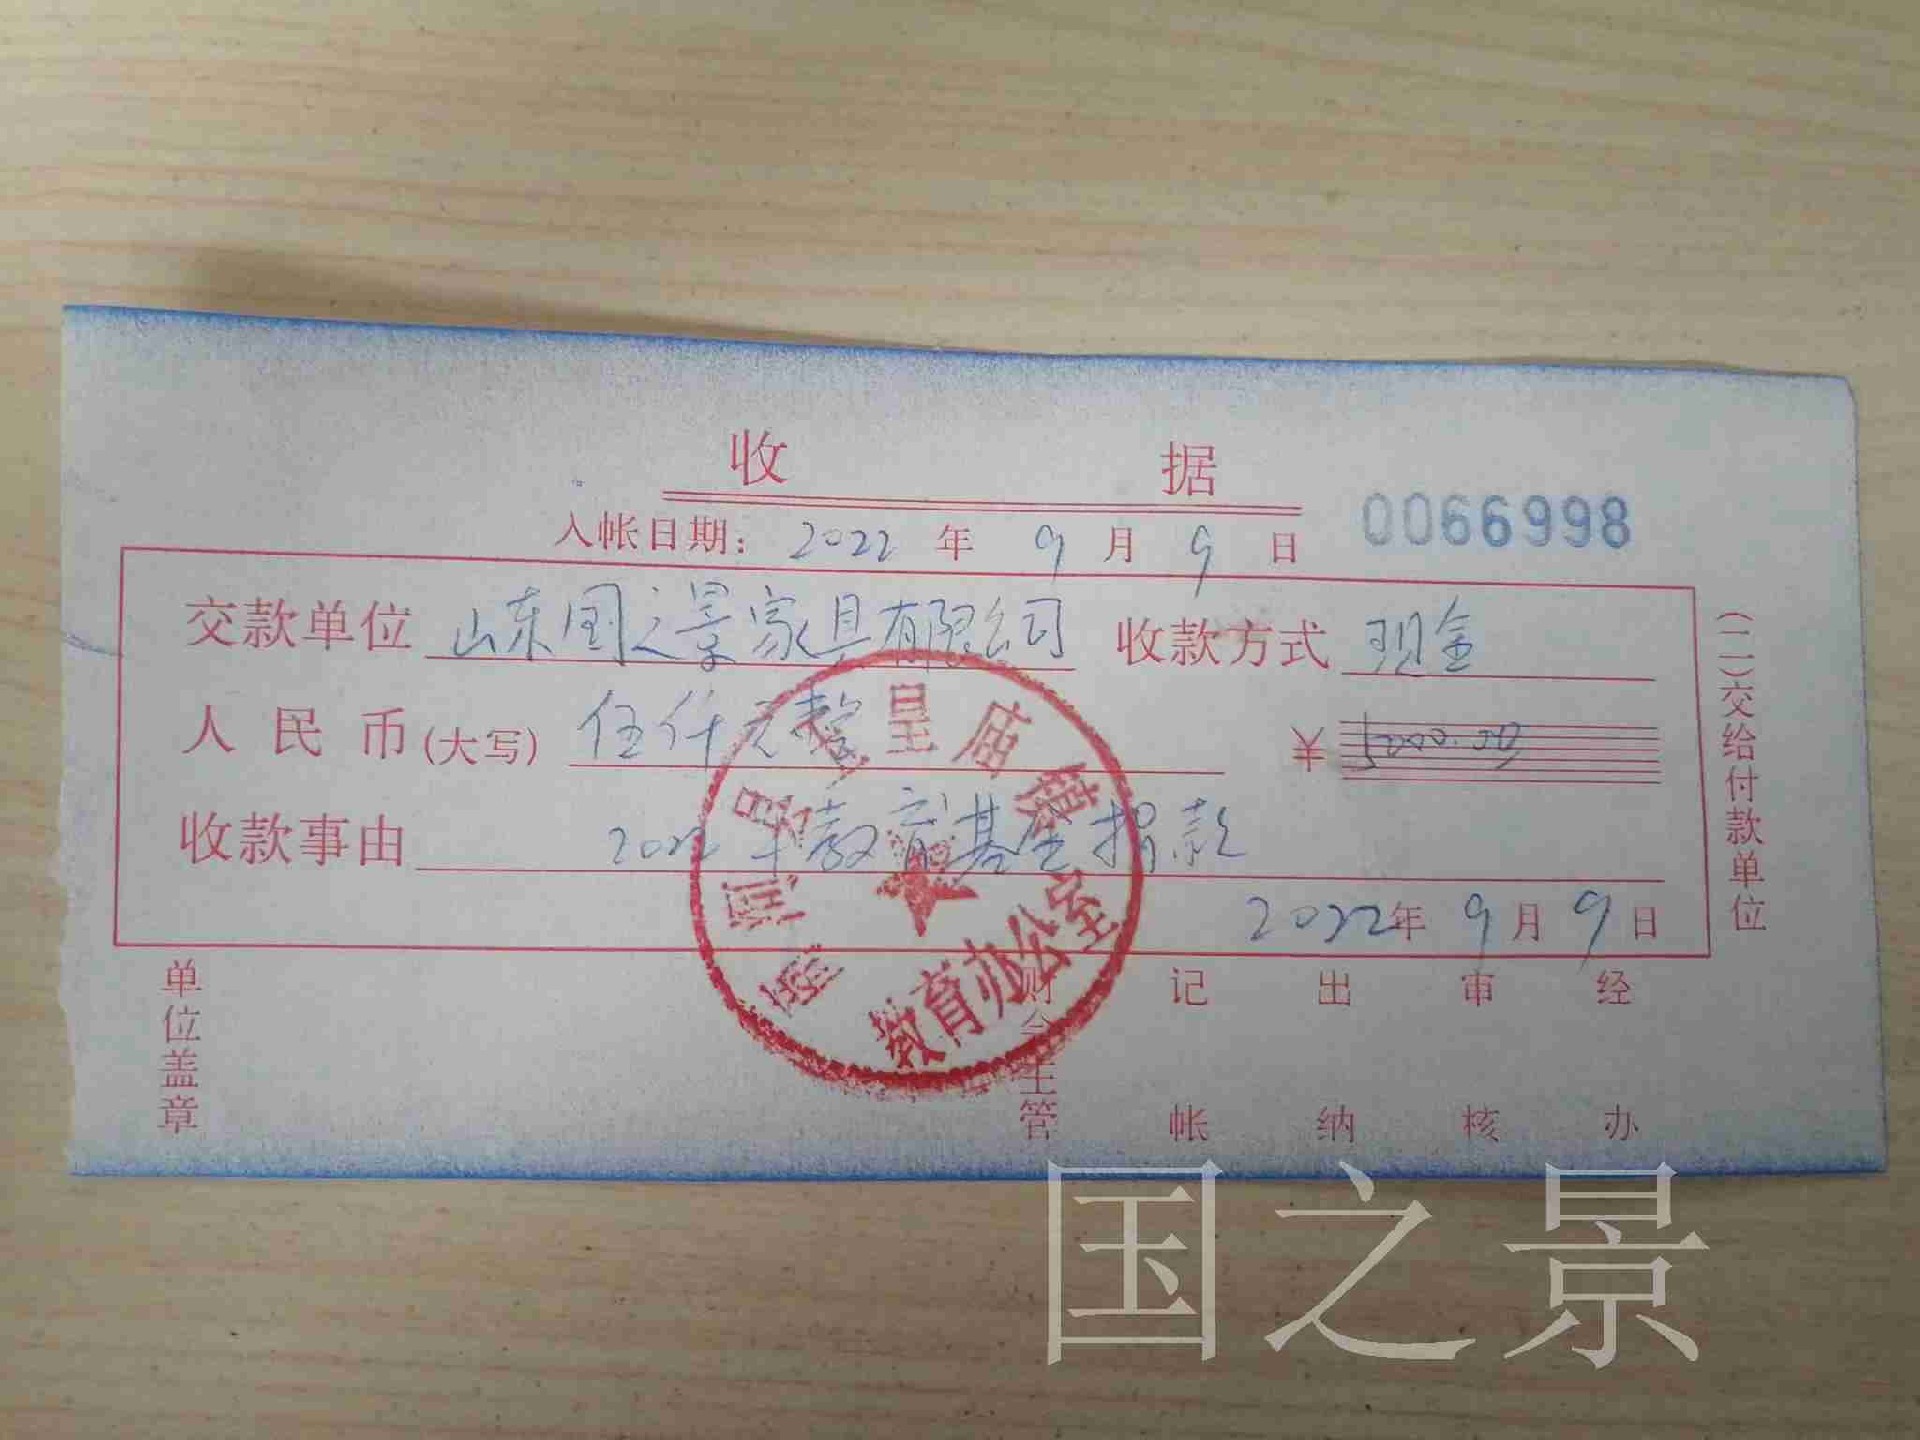 收 据
0066998
入帐日期: 2022 年 9 月 9 日
交款单位 山东国之景家具有限公司 收款方式 现金
人民币(大写) 伍仟元整 ¥ 5000.00
收款事由 2022年教育基金捐款
2022年 9月 9日
(二)交给付款单位
单位盖章
财会主管
记帐
出纳
审核
经办
皇庙镇
教育办公室
国之景